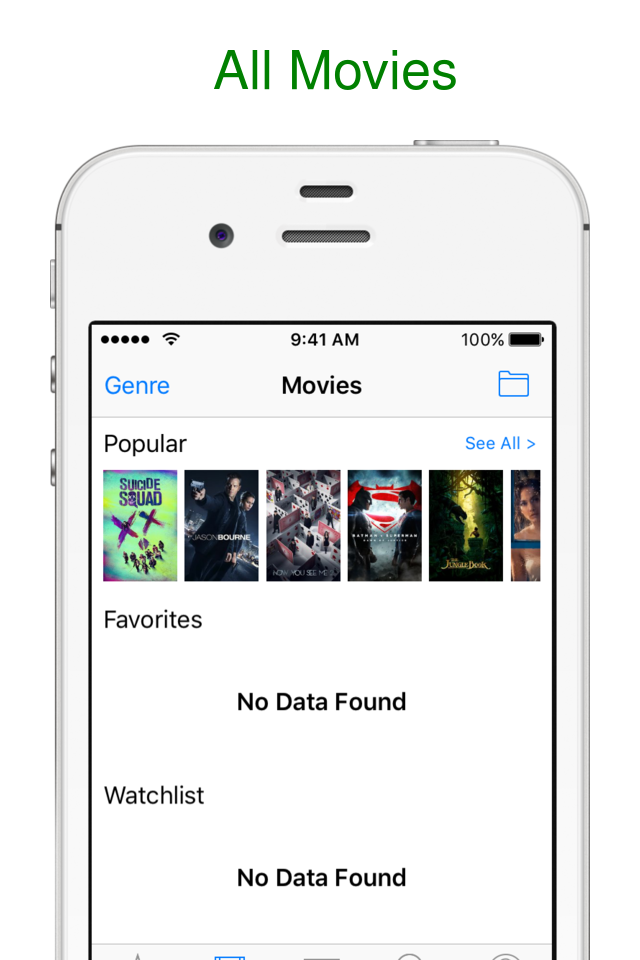 All Movies
9:41 AM
100%
Genre
Movies
Popular
See All >
SUICIDE
SQUAD
JASON BOURNE
NOW YOU SEE ME
BATMAN v SUPERMAN
THE
JUNGLE BOOK
Favorites
No Data Found
Watchlist
No Data Found